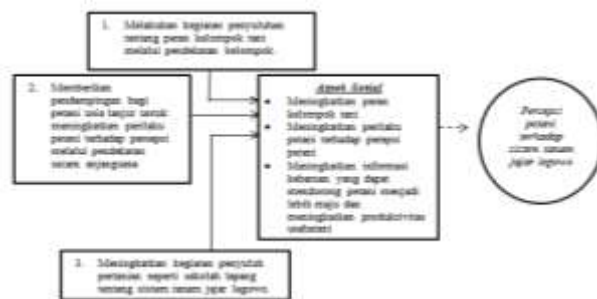 1. Melakukan kegiatan penyuluhan
tentang peran kelompok tani
melalui pendekatan kelompok.
2. Memberikan
pendampingan bagi
petani usia lanjut untuk
meningkatkan perilaku
petani terhadap persepsi
melalui pendekatan
secara anjangsana
3. Meningkatkan kegiatan penyuluh
pertanian seperti sekolah lapang
tentang sistem tanam jajar legowo.
Aspek Sosial
• Meningkatkan peran
kelompok tani
• Meningkatkan perilaku
petani terhadap persepsi
petani
• Meningkatkan informasi
yang dapat
mendorong petani menjadi
lebih maju dan
meningkatkan produktivitas
usahatani
Persepsi
petani
terhadap
sistem tanam
jajar legowo